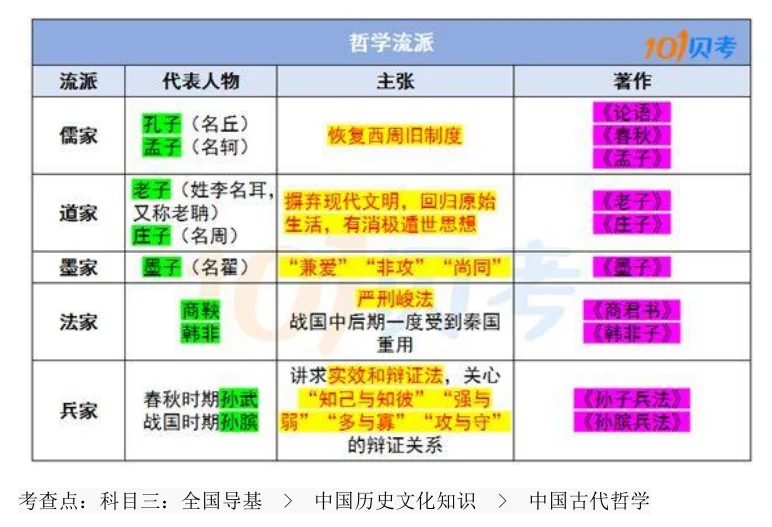 哲学流派
101贝考
流派 代表人物 主张 著作
儒家
孔子（名丘）
孟子（名轲）
恢复西周旧制度
《论语》
《春秋》
《孟子》
道家
老子（姓李名耳，
又称老聃）
庄子（名周）
摒弃现代文明，回归原始
生活，有消极遁世思想
《老子》
《庄子》
墨家
墨子（名翟）
“兼爱”“非攻”“尚同”
《墨子》
法家
商鞅
韩非
严刑峻法
战国中后期一度受到秦国
重用
《商君书》
《韩非子》
兵家
春秋时期孙武
战国时期孙膑
讲求实效和辩证法，关心
“知己与知彼”“强与
弱”“多与寡”“攻与守”
的辩证关系
《孙子兵法》
《孙膑兵法》
101贝考
考查点：科目三：全国导基 > 中国历史文化知识 > 中国古代哲学